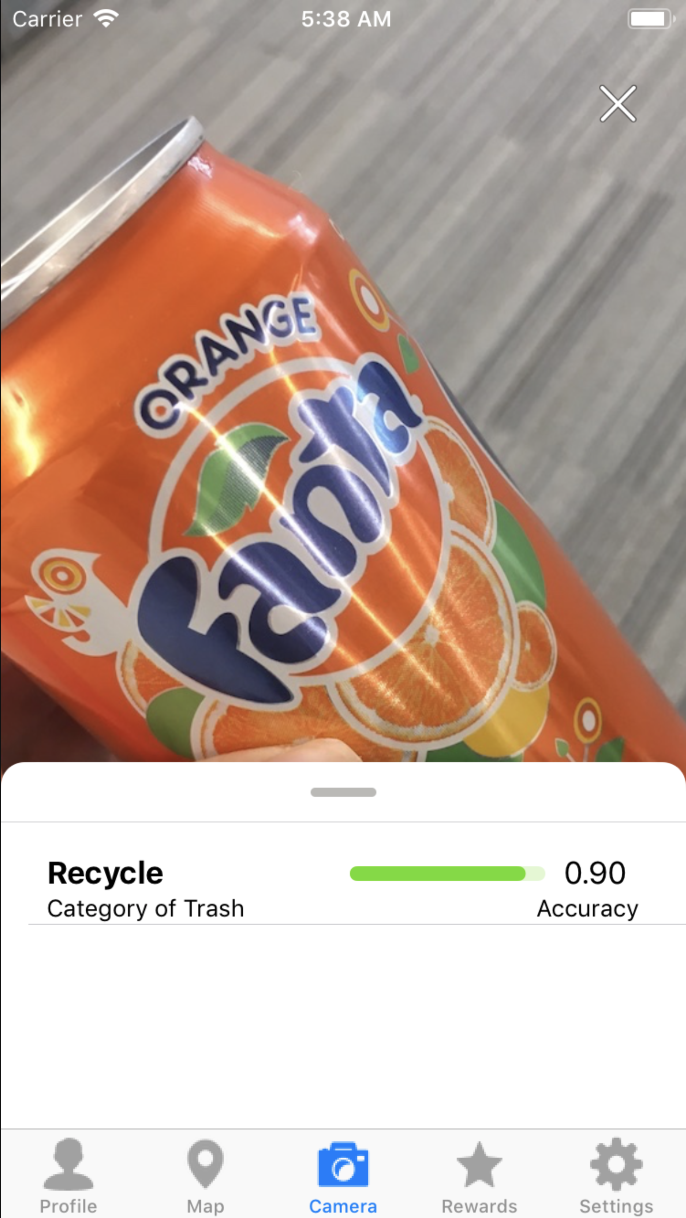 Carrier 5:38 AM
ORANGE
Fanta
Recycle 0.90
Category of Trash Accuracy
Profile Map Camera Rewards Settings